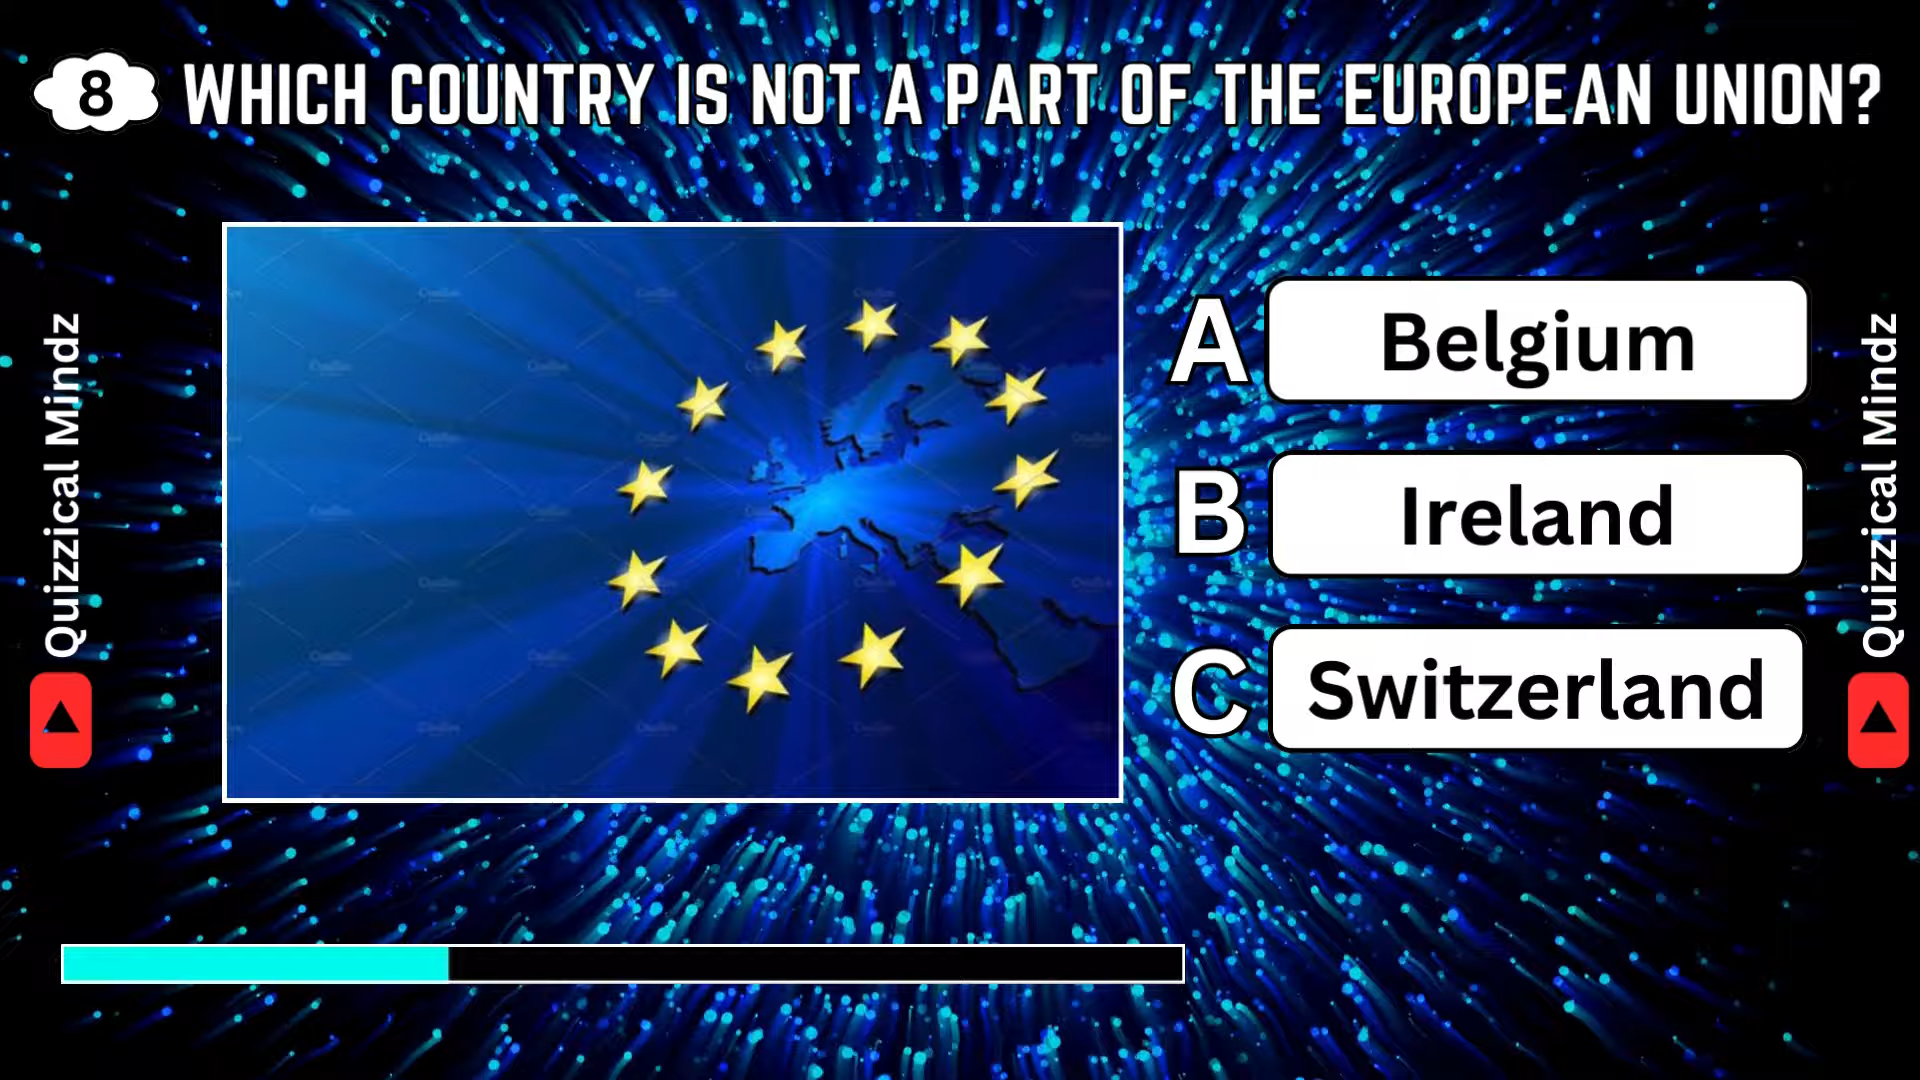 8 WHICH COUNTRY IS NOT A PART OF THE EUROPEAN UNION?
Quizzical Mindz
A Belgium
B Ireland
C Switzerland
Quizzical Mindz